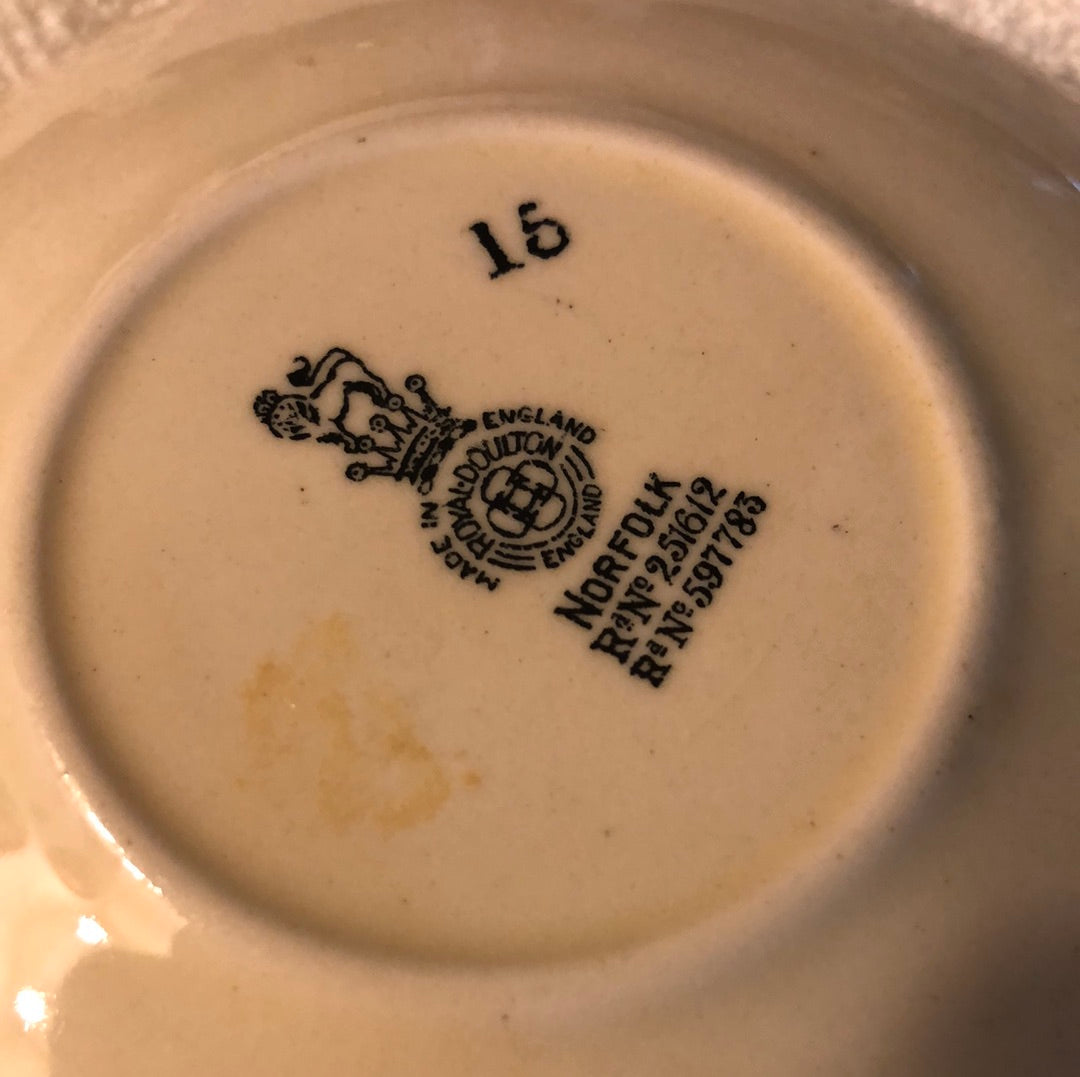 15
MADE IN ENGLAND
ROYAL DOULTON
ENGLAND
NORFOLK
Rd No 251612
Rd No 597783